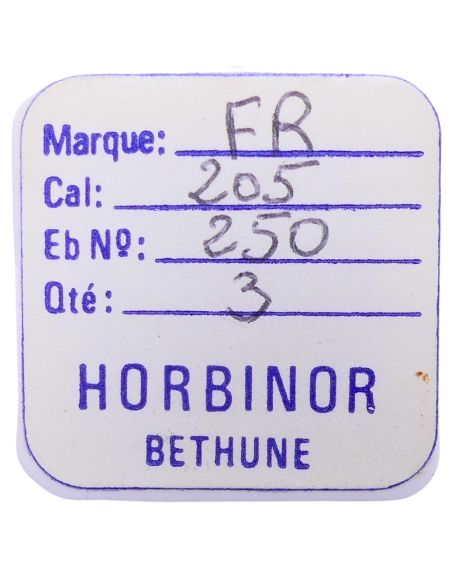 Marque: FR
Cal: 205
Eb Nº: 250
Qté: 3
HORBINOR
BETHUNE